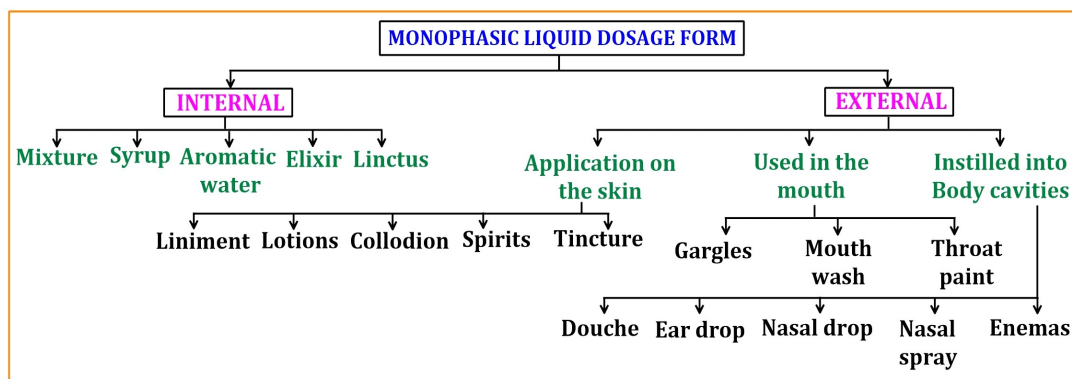 MONOPHASIC LIQUID DOSAGE FORM
INTERNAL
EXTERNAL
Mixture
Syrup
Aromatic
water
Elixir
Linctus
Application on
the skin
Used in the
mouth
Instilled into
Body cavities
Liniment
Lotions
Collodion
Spirits
Tincture
Gargles
Mouth
wash
Throat
paint
Douche
Ear drop
Nasal drop
Nasal
spray
Enemas